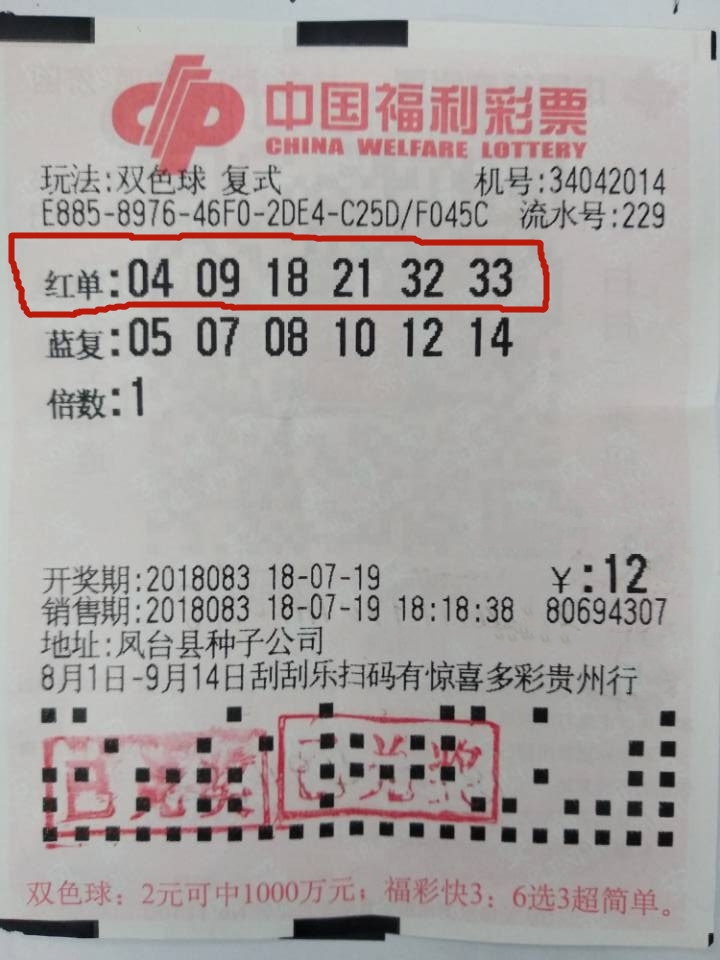 中国福利彩票
CHINA WELFARE LOTTERY
玩法:双色球 复式 机号:34042014
E885-8976-46F0-2DE4-C25D/F045C 流水号:229
红单:04 09 18 21 32 33
蓝复:05 07 08 10 12 14
倍数:1
开奖期:2018083 18-07-19 ¥:12
销售期:2018083 18-07-19 18:18:38 80694307
地址:凤台县种子公司
8月1日-9月14日刮刮乐扫码有惊喜多彩贵州行
已兑奖 已兑奖
双色球：2元可中1000万元；福彩快3：6选3超简单。